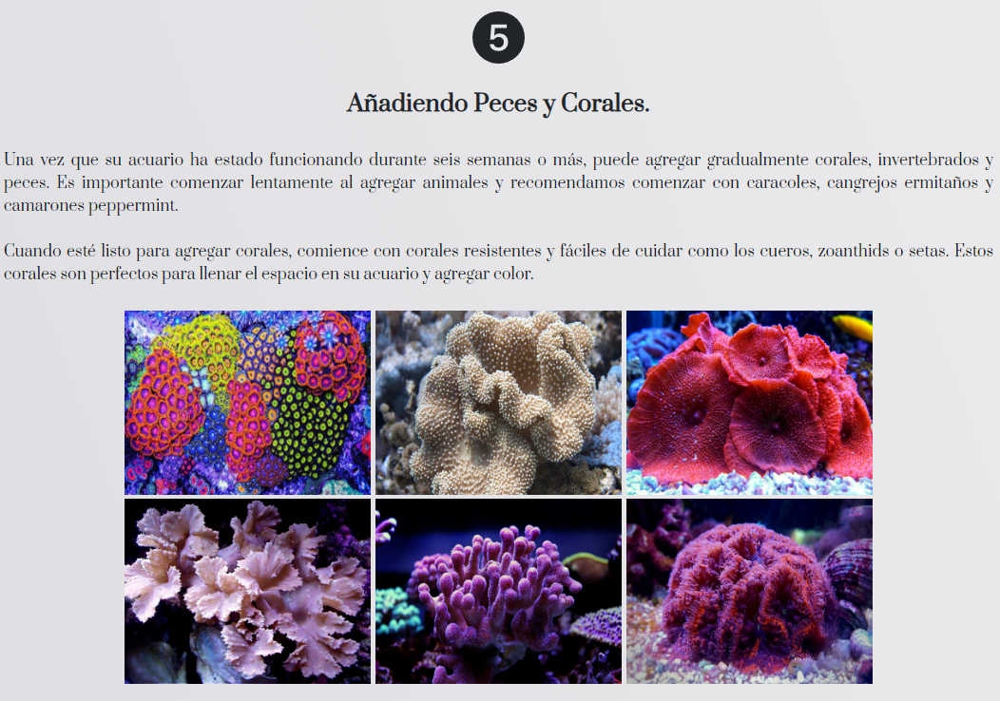 5
Añadiendo Peces y Corales.
Una vez que su acuario ha estado funcionando durante seis semanas o más, puede agregar gradualmente corales, invertebrados y
peces. Es importante comenzar lentamente al agregar animales y recomendamos comenzar con caracoles, cangrejos ermitaños y
camarones peppermint.
Cuando esté listo para agregar corales, comience con corales resistentes y fáciles de cuidar como los cueros, zoanthids o setas. Estos
corales son perfectos para llenar el espacio en su acuario y agregar color.